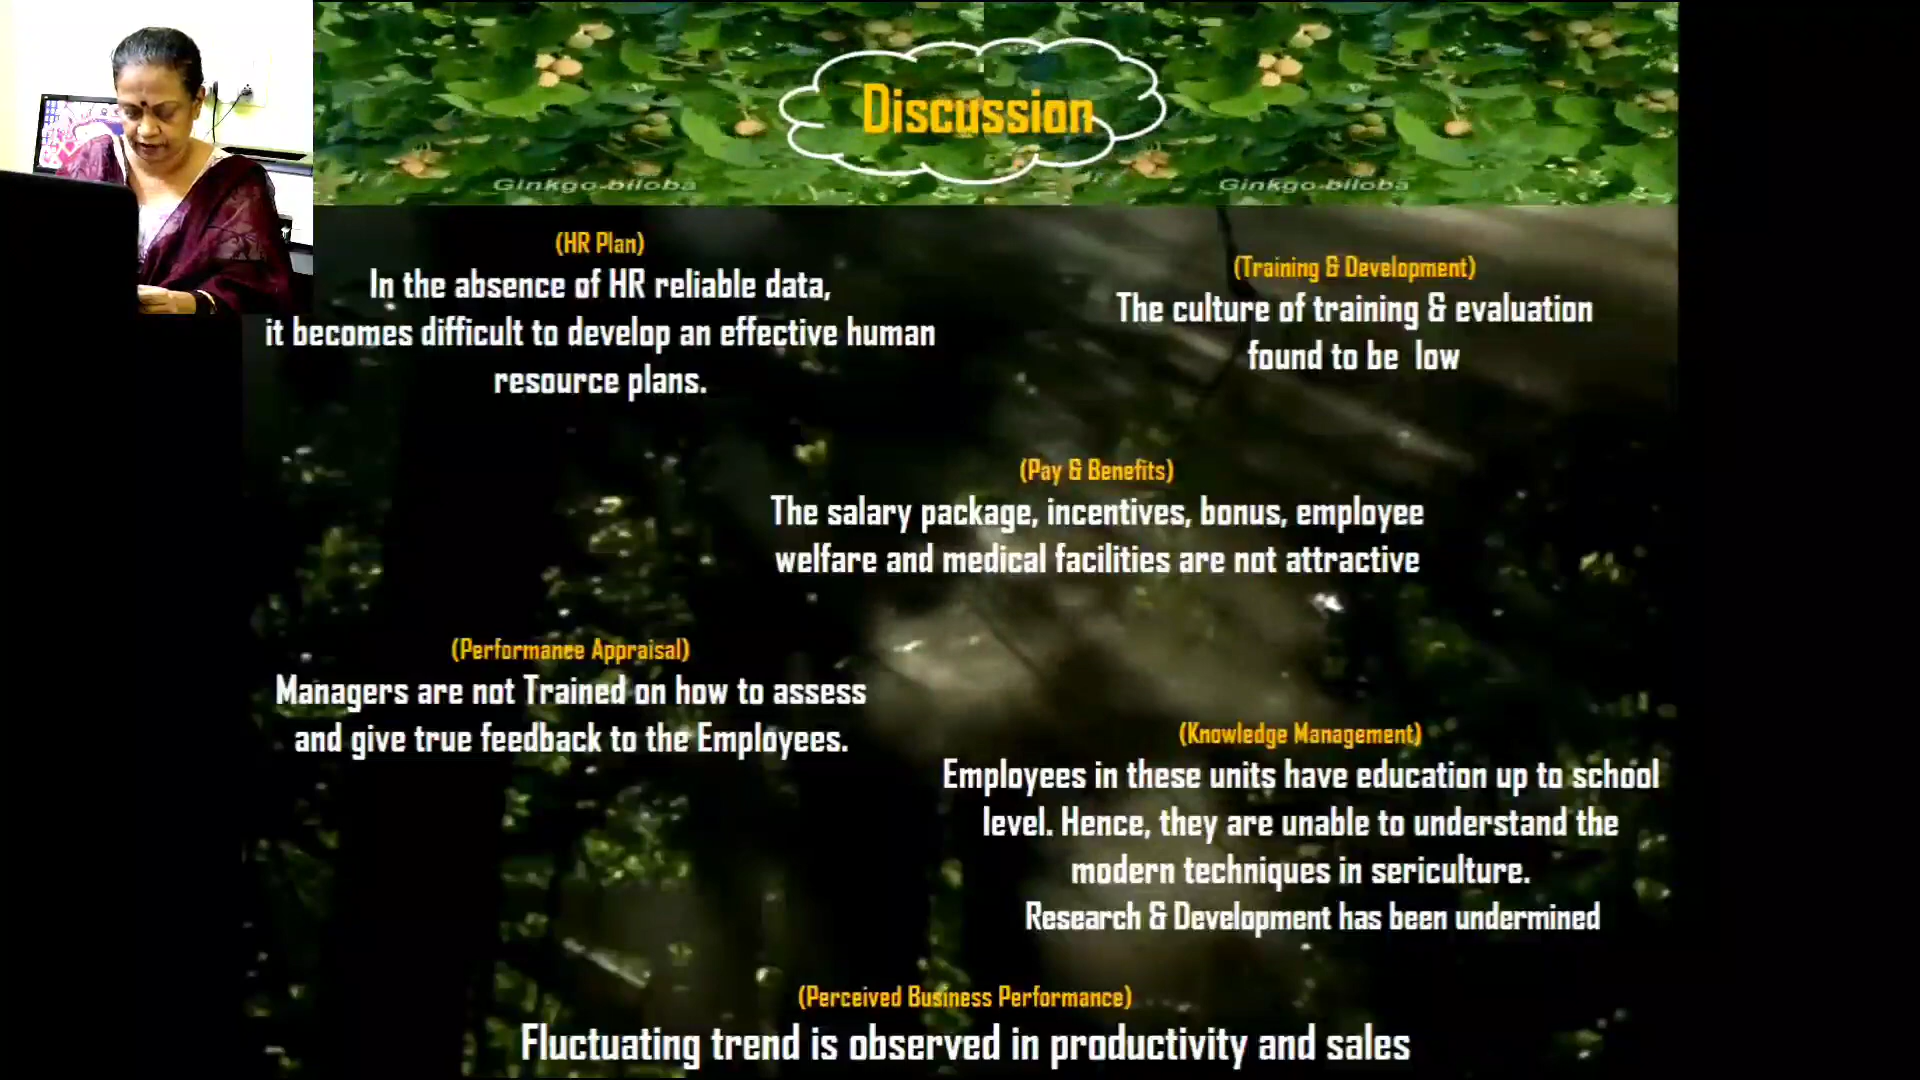 Discussion
Ginkgo biloba
Ginkgo biloba
(HR Plan)
In the absence of HR reliable data,
it becomes difficult to develop an effective human
resource plans.
(Training & Development)
The culture of training & evaluation
found to be low
(Pay & Benefits)
The salary package, incentives, bonus, employee
welfare and medical facilities are not attractive
(Performance Appraisal)
Managers are not Trained on how to assess
and give true feedback to the Employees.
(Knowledge Management)
Employees in these units have education up to school
level. Hence, they are unable to understand the
modern techniques in sericulture.
Research & Development has been undermined
(Perceived Business Performance)
Fluctuating trend is observed in productivity and sales